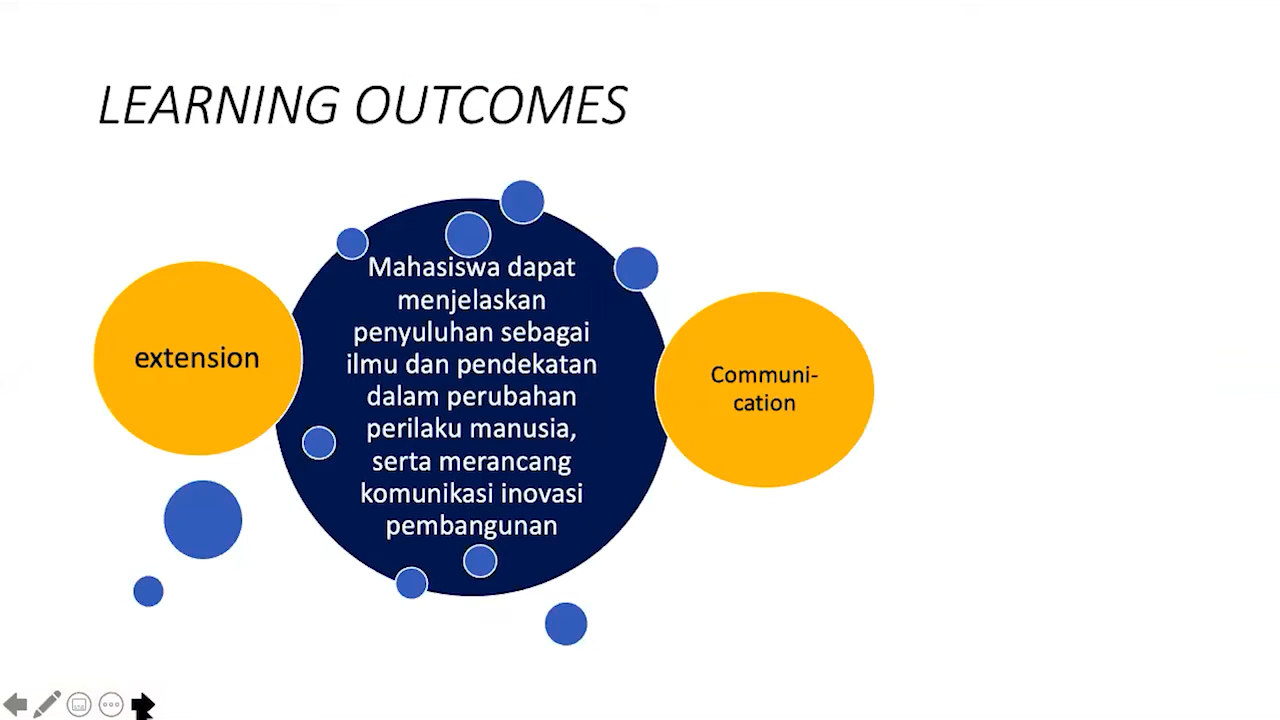 LEARNING OUTCOMES
extension
Mahasiswa dapat
menjelaskan
penyuluhan sebagai
ilmu dan pendekatan
dalam perubahan
perilaku manusia,
serta merancang
komunikasi inovasi
pembangunan
Communi-
cation